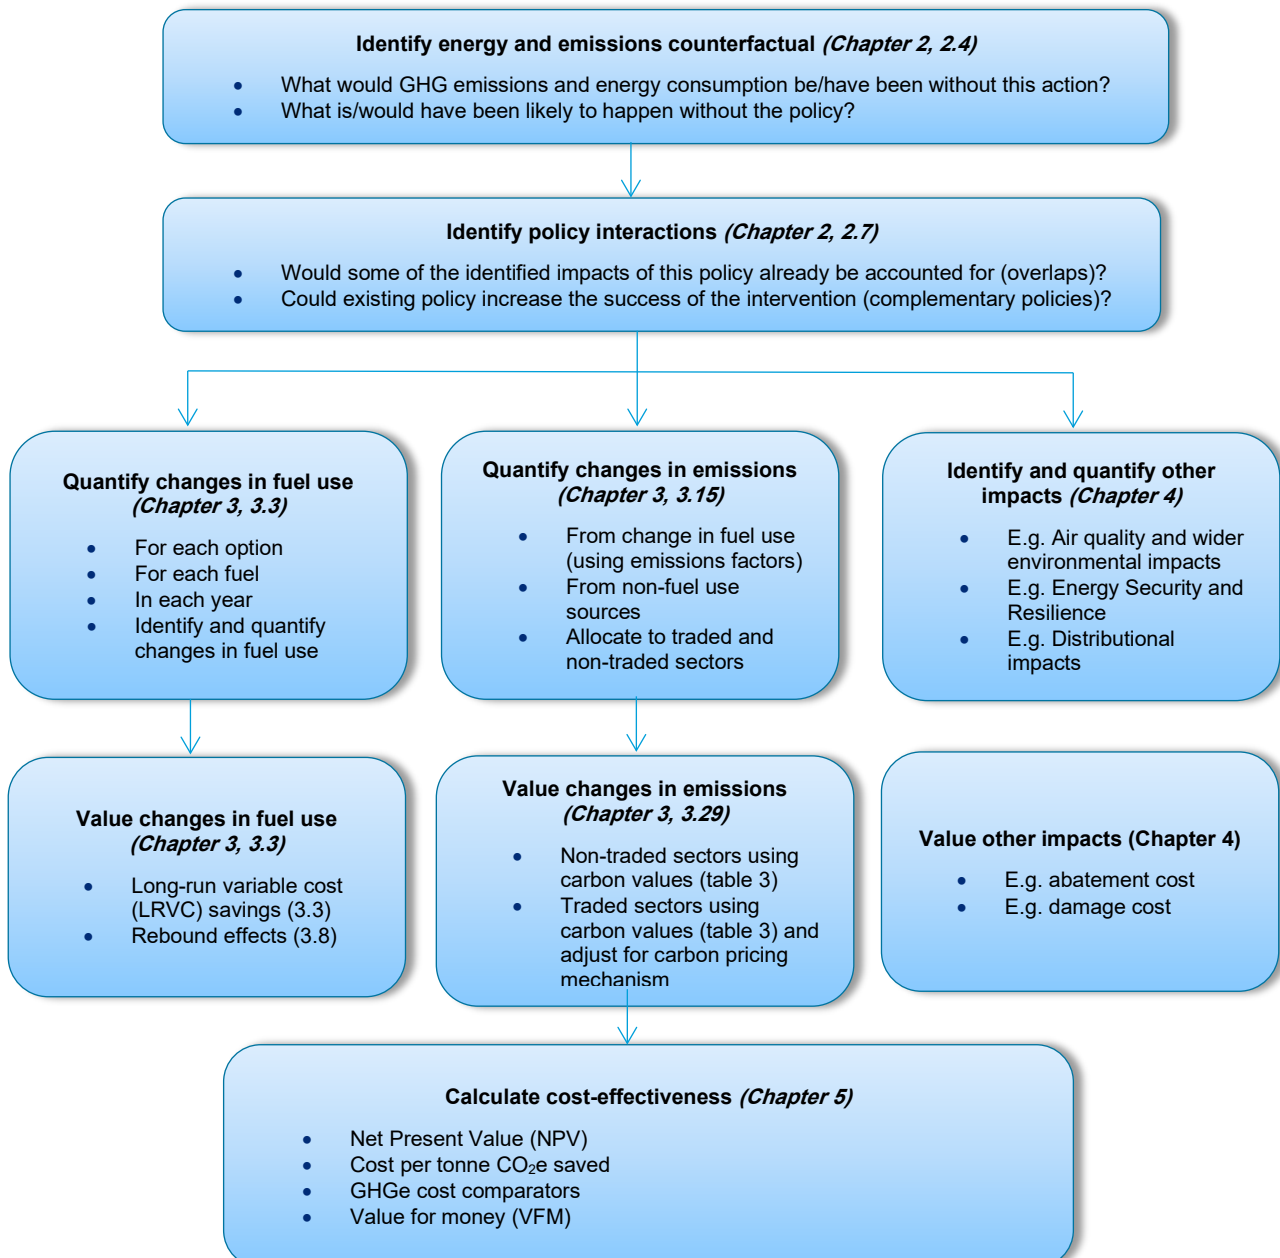 Identify energy and emissions counterfactual (Chapter 2, 2.4)
• What would GHG emissions and energy consumption be/have been without this action?
• What is/would have been likely to happen without the policy?
Identify policy interactions (Chapter 2, 2.7)
• Would some of the identified impacts of this policy already be accounted for (overlaps)?
• Could existing policy increase the success of the intervention (complementary policies)?
Quantify changes in fuel use
(Chapter 3, 3.3)
• For each option
• For each fuel
• In each year
• Identify and quantify
changes in fuel use
Quantify changes in emissions
(Chapter 3, 3.15)
• From change in fuel use
(using emissions factors)
• From non-fuel use
sources
• Allocate to traded and
non-traded sectors
Identify and quantify other
impacts (Chapter 4)
• E.g. Air quality and wider
environmental impacts
• E.g. Energy Security and
Resilience
• E.g. Distributional
impacts
Value changes in fuel use
(Chapter 3, 3.3)
• Long-run variable cost
(LRVC) savings (3.3)
• Rebound effects (3.8)
Value changes in emissions
(Chapter 3, 3.29)
• Non-traded sectors using
carbon values (table 3)
• Traded sectors using
carbon values (table 3) and
adjust for carbon pricing
mechanism
Value other impacts (Chapter 4)
• E.g. abatement cost
• E.g. damage cost
Calculate cost-effectiveness (Chapter 5)
• Net Present Value (NPV)
• Cost per tonne CO₂e saved
• GHGe cost comparators
• Value for money (VFM)